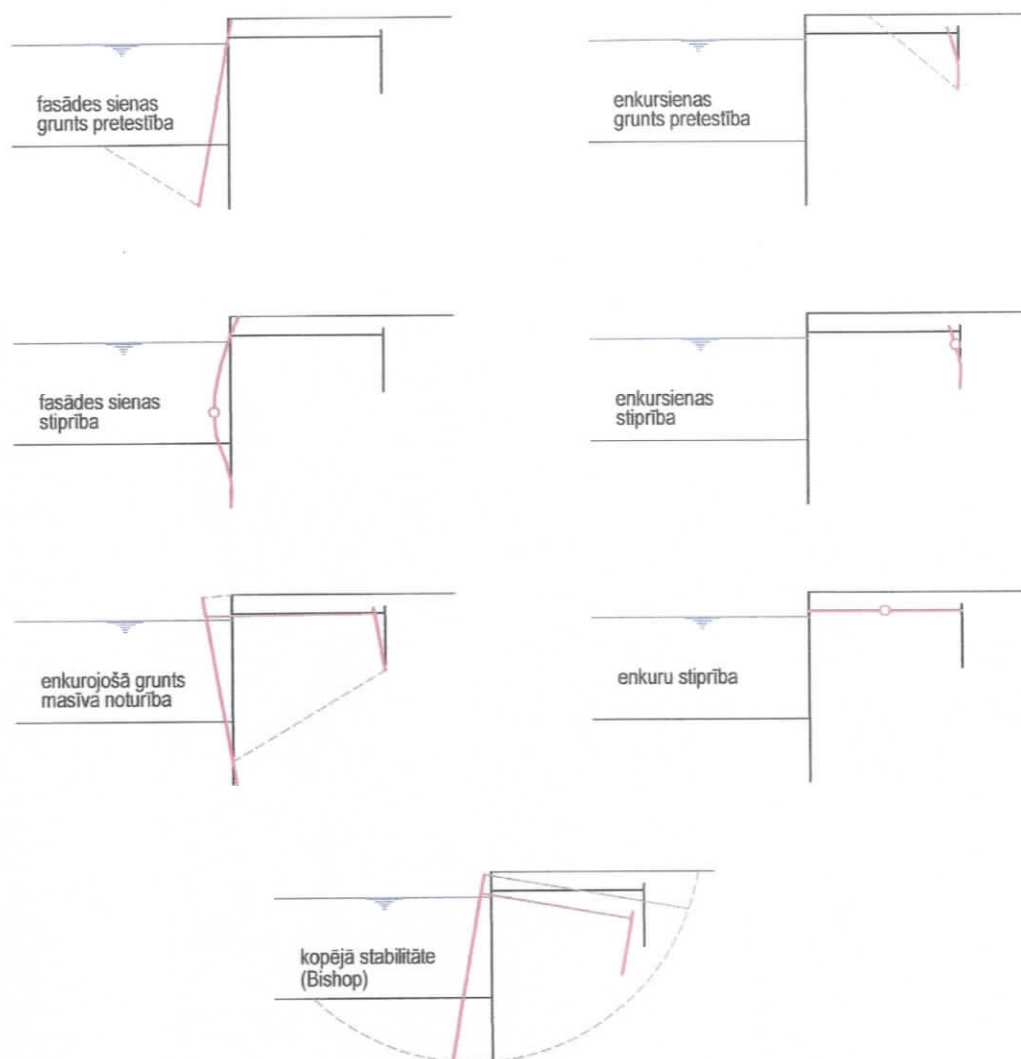 fasādes sienas
grunts pretestība
enkursienas
grunts pretestība
fasādes sienas
stiprība
enkursienas
stiprība
enkurojošā grunts
masīva noturība
enkuru stiprība
kopējā stabilitāte
(Bishop)